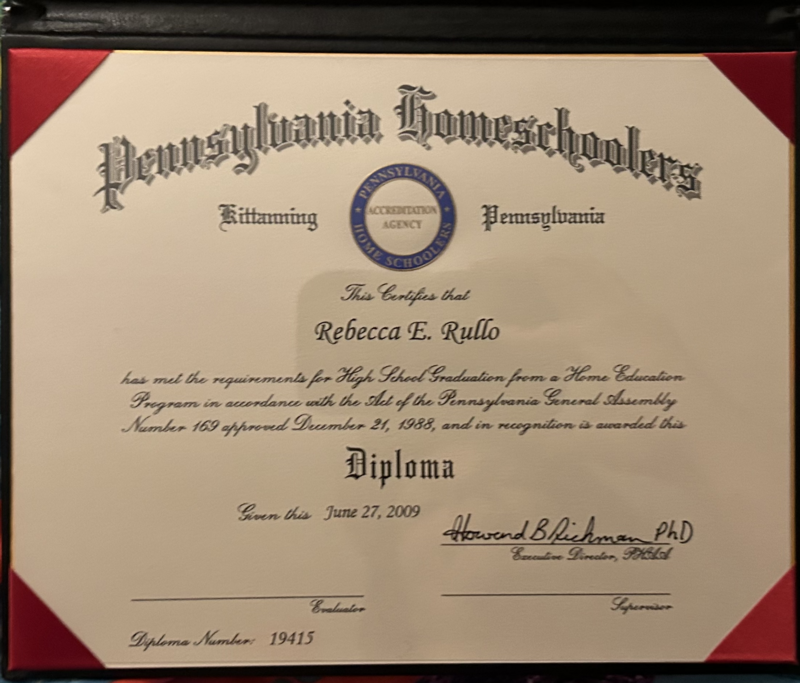 Pennsylvania Homeschoolers
Kittanning
PENNSYLVANIA
ACCREDITATION
AGENCY
HOME SCHOOLERS
Pennsylvania
This Certifies that
Rebecca E. Rullo
has met the requirements for High School Graduation from a Home Education
Program in accordance with the Act of the Pennsylvania General Assembly
Number 169 approved December 21, 1988, and in recognition is awarded this
Diploma
Given this June 27, 2009
Howard B Richman PhD
Executive Director, PHAA
Evaluator
Supervisor
Diploma Number: 19415